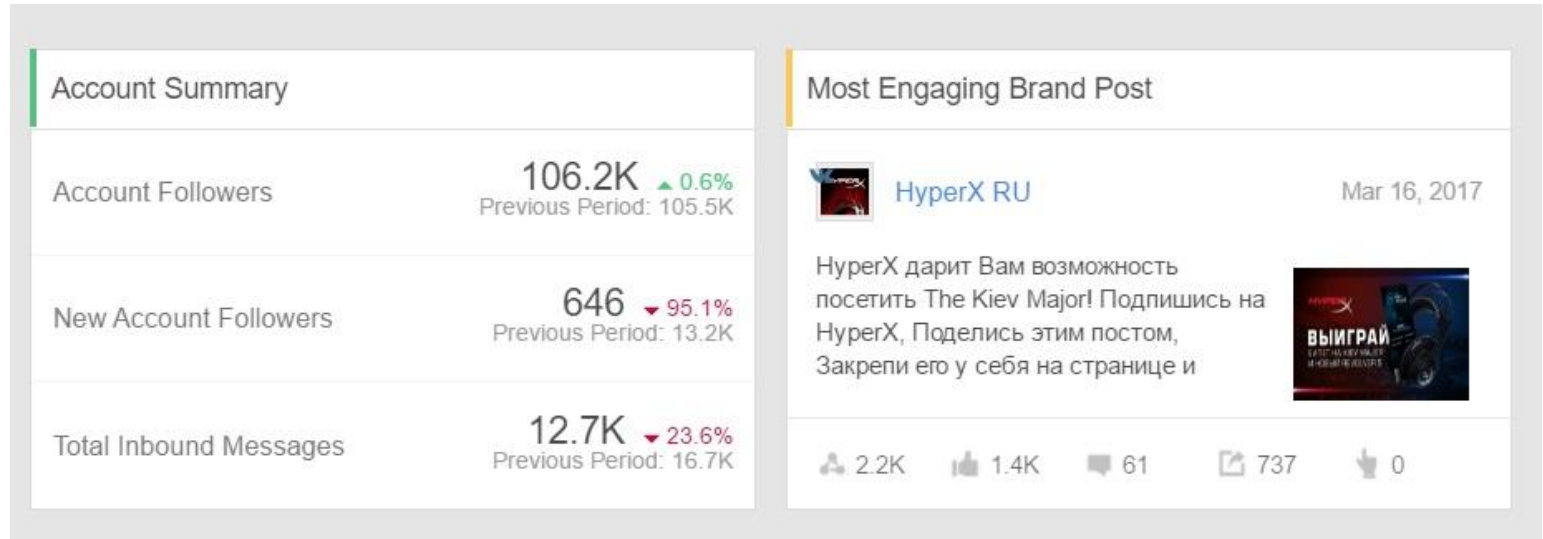 Account Summary
Account Followers
106.2K 0.6%
Previous Period: 105.5K
New Account Followers
646 95.1%
Previous Period: 13.2K
Total Inbound Messages
12.7K 23.6%
Previous Period: 16.7K
Most Engaging Brand Post
HyperX RU
Mar 16, 2017
HyperX дарит Вам возможность
посетить The Kiev Major! Подпишись на
HyperX, Поделись этим постом,
Закрепи его у себя на странице и
HYPERX
ВЫИГРАЙ
2.2K 1.4K 61 737 0